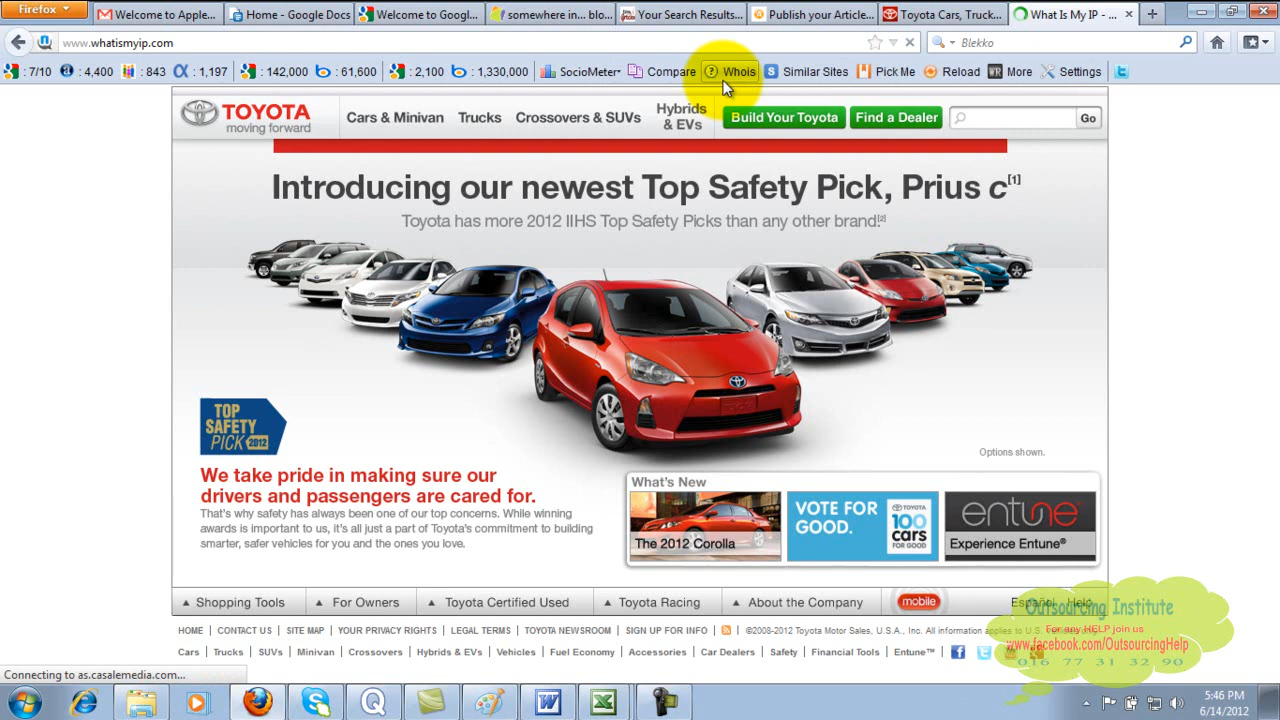 Firefox
Welcome to Apple...
Home - Google Docs
Welcome to Googl...
somewhere in... blo...
Your Search Results...
Publish your Article...
Toyota Cars, Truck...
What Is My IP - ...
www.whatismyip.com
Blekko
: 7/10
: 4,400
: 843
: 1,197
: 142,000
: 61,600
: 2,100
: 1,330,000
SocioMeter
Compare
Whois
Similar Sites
Pick Me
Reload
More
Settings
TOYOTA
moving forward
Cars & Minivan
Trucks
Crossovers & SUVs
Hybrids
& EVs
Build Your Toyota
Find a Dealer
Go
Introducing our newest Top Safety Pick, Prius c[1]
Toyota has more 2012 IIHS Top Safety Picks than any other brand.[2]
TOP
SAFETY
PICK 2012
Options shown.
We take pride in making sure our
drivers and passengers are cared for.
That's why safety has always been one of our top concerns. While winning
awards is important to us, it's all just a part of Toyota's commitment to building
smarter, safer vehicles for you and the ones you love.
What's New
The 2012 Corolla
VOTE FOR
GOOD.
TOYOTA
100
cars
FOR GOOD
entune
Experience Entune®
Shopping Tools
For Owners
Toyota Certified Used
Toyota Racing
About the Company
mobile
Español
Help
HOME
CONTACT US
SITE MAP
YOUR PRIVACY RIGHTS
LEGAL TERMS
TOYOTA NEWSROOM
SIGN UP FOR INFO
©2008-2012 Toyota Motor Sales, U.S.A., Inc. All information applies to U.S.
Cars
Trucks
SUVs
Minivan
Crossovers
Hybrids & EVs
Vehicles
Fuel Economy
Accessories
Car Dealers
Safety
Financial Tools
Entune™
Outsourcing Institute
For any HELP join us
www.facebook.com/OutsourcingHelp
016 77 31 32 90
Connecting to as.casalemedia.com...
5:46 PM
6/14/2012